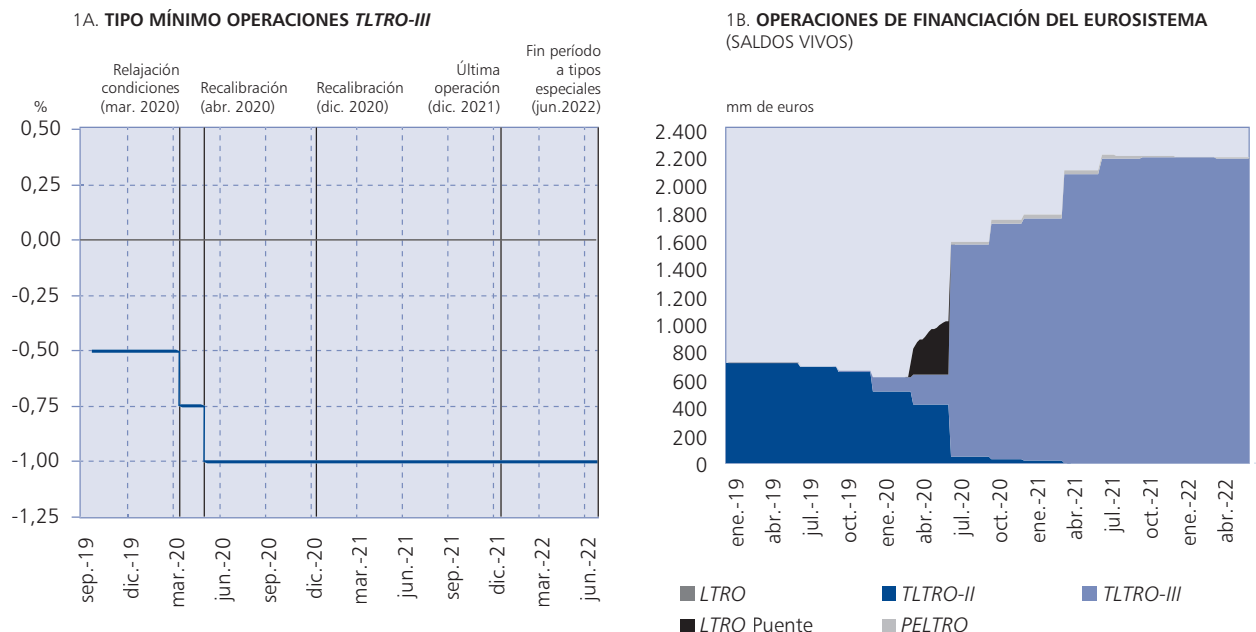 1A. TIPO MÍNIMO OPERACIONES TLTRO-III
Relajación
condiciones
(mar. 2020)
Recalibración
(abr. 2020)
Recalibración
(dic. 2020)
Última
operación
(dic. 2021)
Fin período
a tipos
especiales
(jun.2022)
%
0,50
0,25
0,00
-0,25
-0,50
-0,75
-1,00
-1,25
sep.-19
dic.-19
mar.-20
jun.-20
sep.-20
dic.-20
mar.-21
jun.-21
sep.-21
dic.-21
mar.-22
jun.-22
1B. OPERACIONES DE FINANCIACIÓN DEL EUROSISTEMA
(SALDOS VIVOS)
mm de euros
2.400
2.200
2.000
1.800
1.600
1.400
1.200
1.000
800
600
400
200
0
ene.-19
abr.-19
jul.-19
oct.-19
ene.-20
abr.-20
jul.-20
oct.-20
ene.-21
abr.-21
jul.-21
oct.-21
ene.-22
abr.-22
LTRO
TLTRO-II
TLTRO-III
LTRO Puente
PELTRO